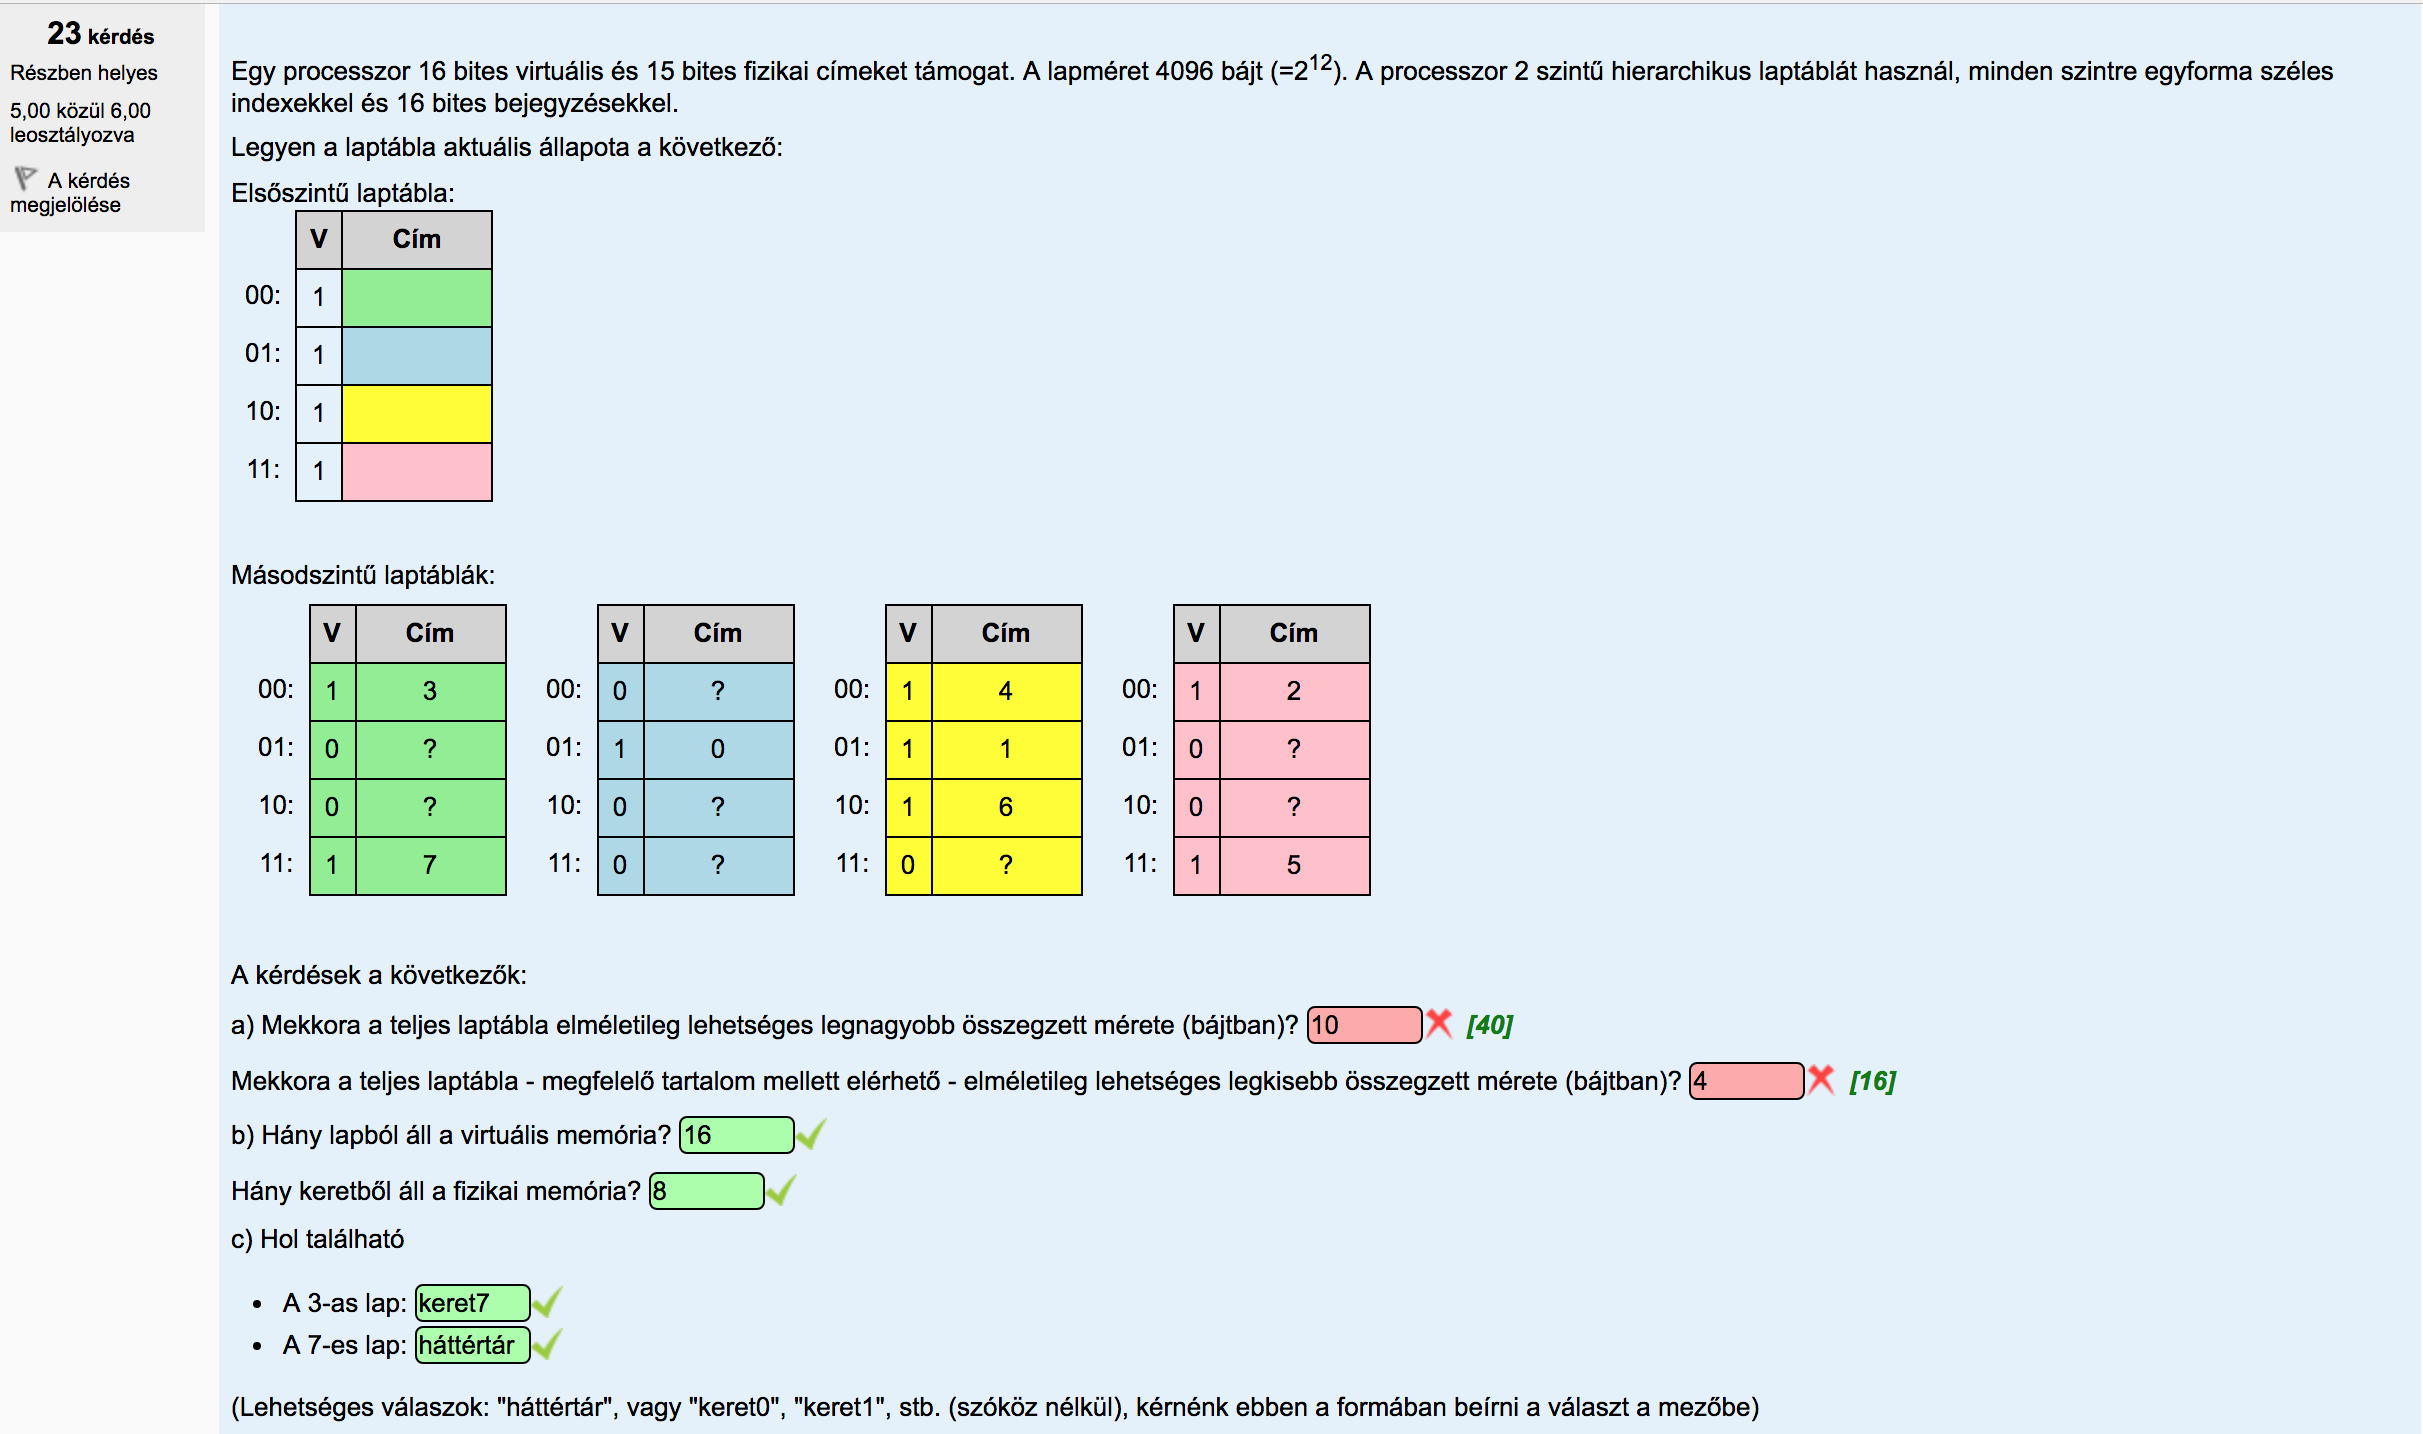 23 kérdés
Részben helyes
5,00 közül 6,00
leosztályozva
A kérdés
megjelölése
Egy processzor 16 bites virtuális és 15 bites fizikai címeket támogat. A lapméret 4096 bájt (=2^12). A processzor 2 szintű hierarchikus laptáblát használ, minden szintre egyforma széles
indexekkel és 16 bites bejegyzésekkel.
Legyen a laptábla aktuális állapota a következő:
Elsőszintű laptábla:
V Cím
00: 1
01: 1
10: 1
11: 1
Másodszintű laptáblák:
V Cím V Cím V Cím V Cím
00: 1 3 00: 0 ? 00: 1 4 00: 1 2
01: 0 ? 01: 1 0 01: 1 1 01: 0 ?
10: 0 ? 10: 0 ? 10: 1 6 10: 0 ?
11: 1 7 11: 0 ? 11: 0 ? 11: 1 5
A kérdések a következők:
a) Mekkora a teljes laptábla elméletileg lehetséges legnagyobb összegzett mérete (bájtban)? 10 [40]
Mekkora a teljes laptábla - megfelelő tartalom mellett elérhető - elméletileg lehetséges legkisebb összegzett mérete (bájtban)? 4 [16]
b) Hány lapból áll a virtuális memória? 16
Hány keretből áll a fizikai memória? 8
c) Hol található
• A 3-as lap: keret7
• A 7-es lap: háttértár
(Lehetséges válaszok: "háttértár", vagy "keret0", "keret1", stb. (szóköz nélkül), kérnénk ebben a formában beírni a választ a mezőbe)